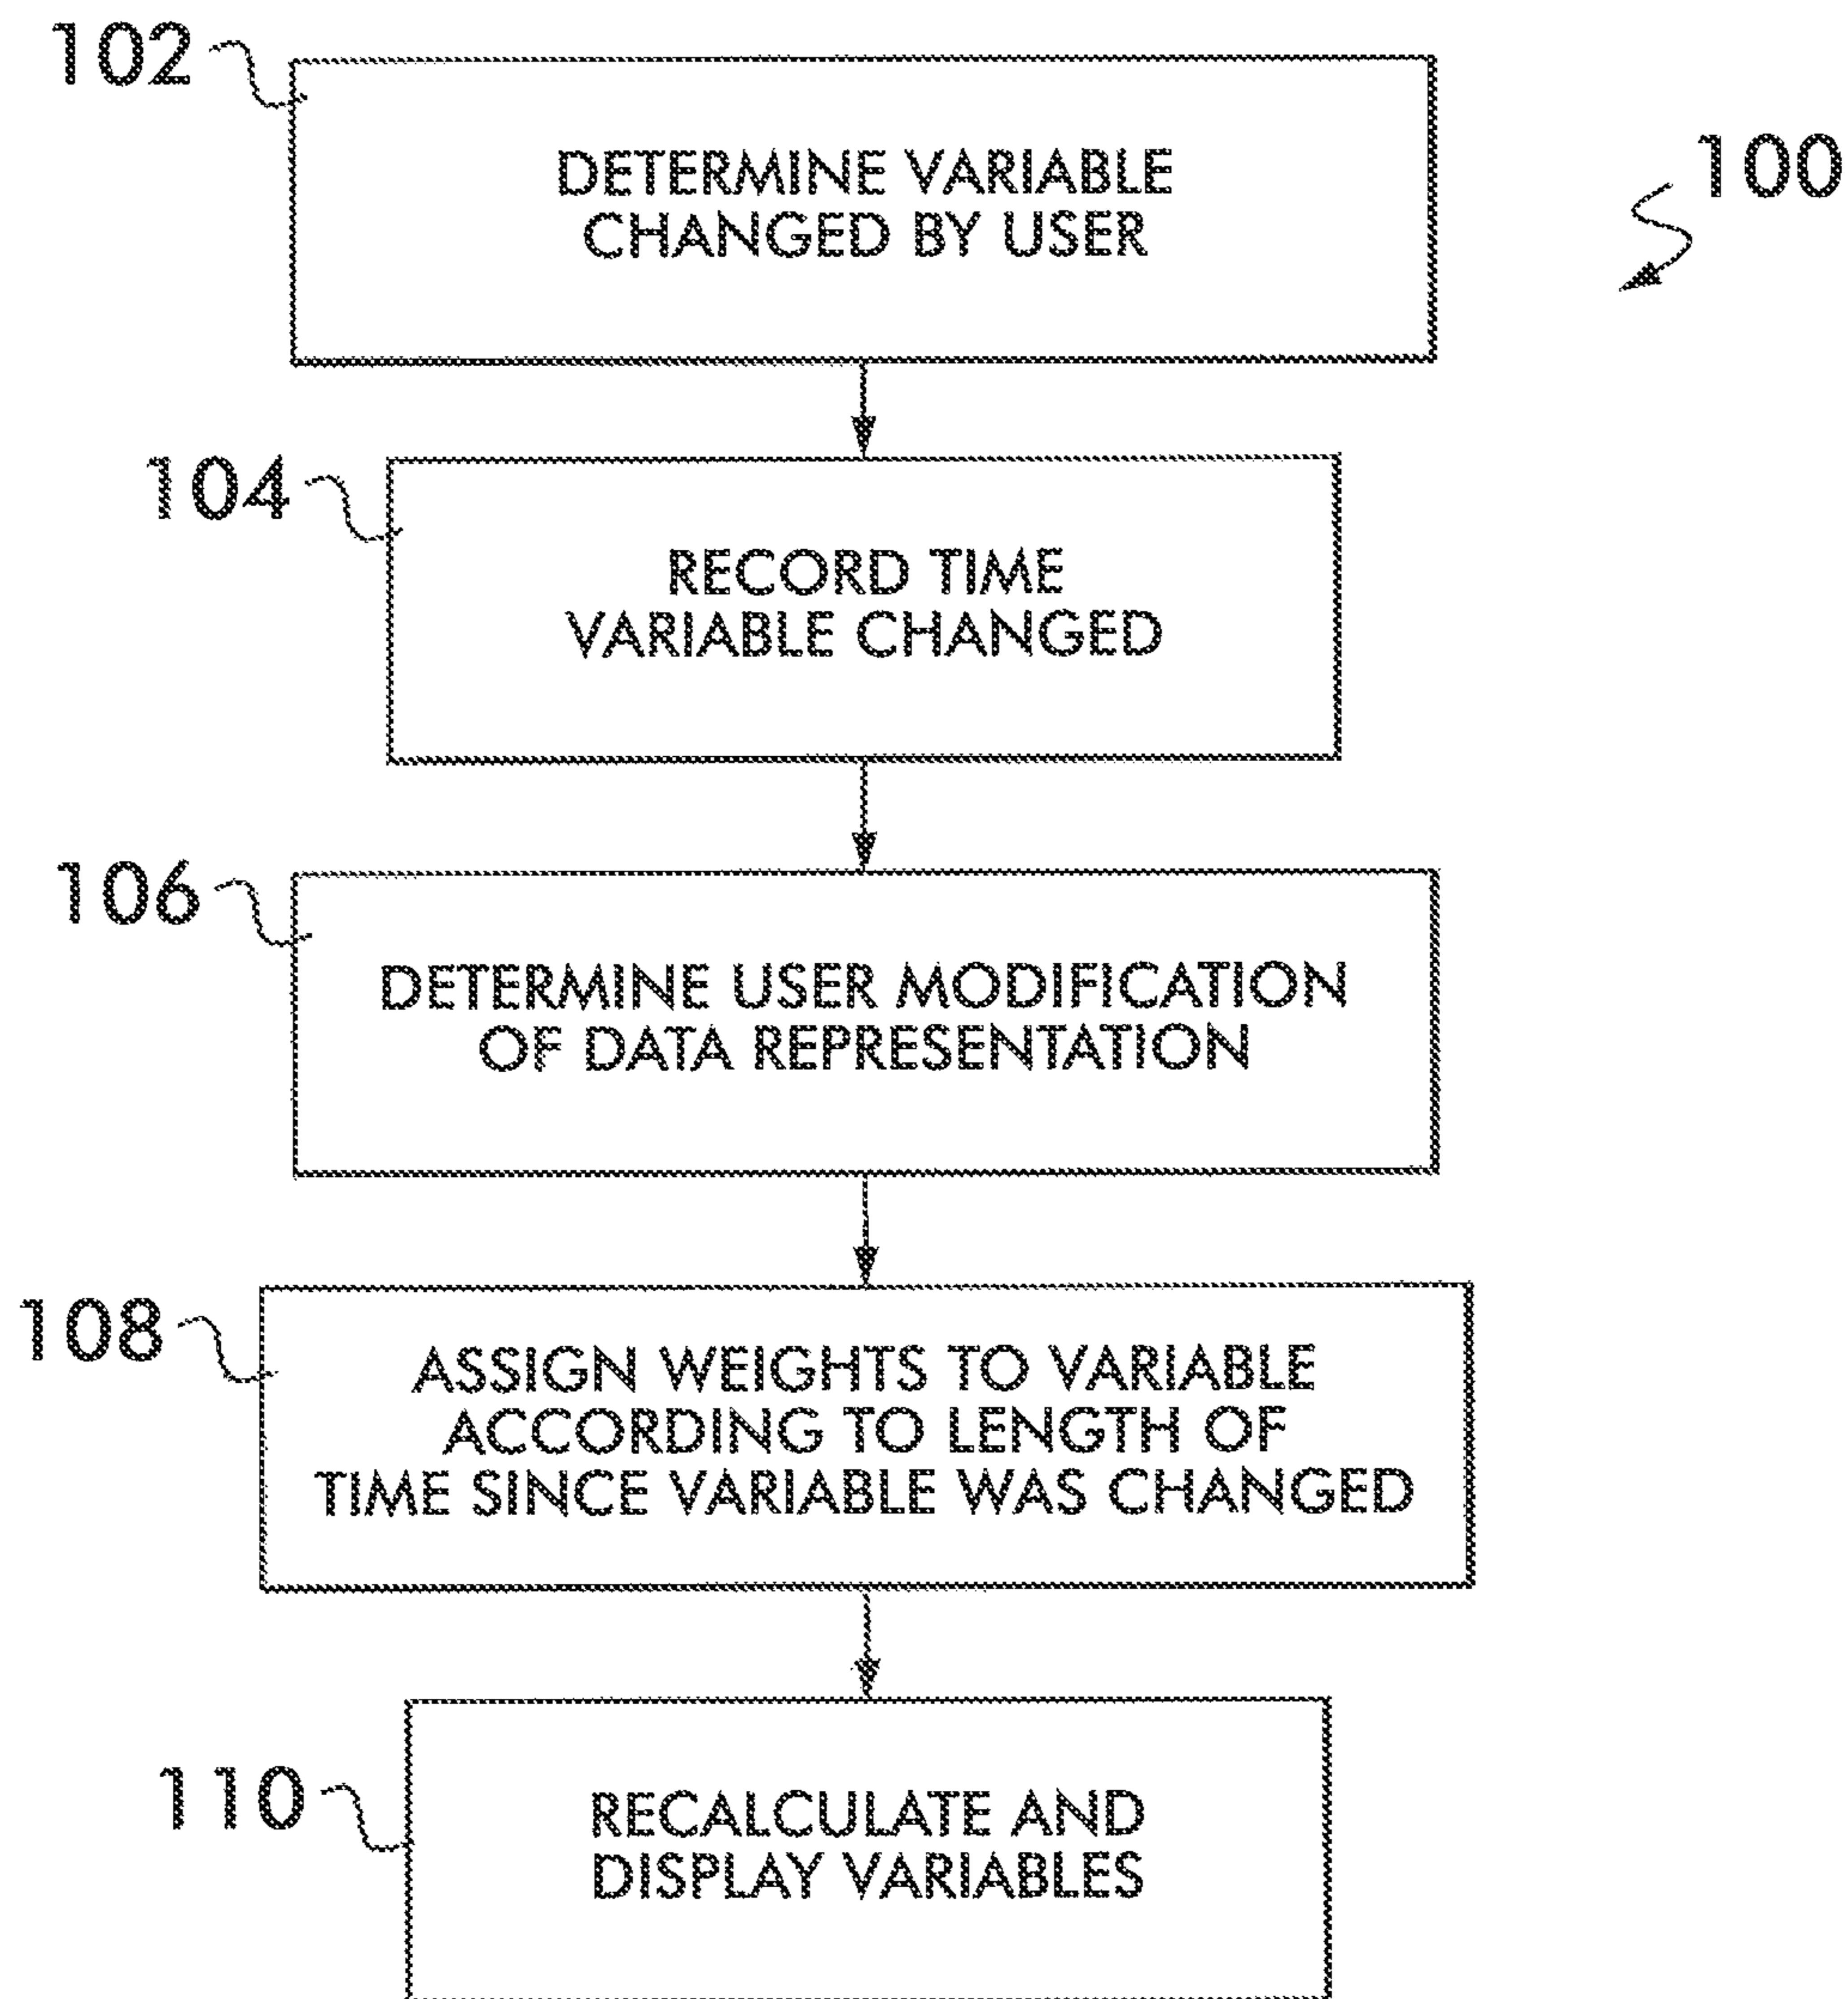 102
DETERMINE VARIABLE
CHANGED BY USER
100
104
RECORD TIME
VARIABLE CHANGED
106
DETERMINE USER MODIFICATION
OF DATA REPRESENTATION
108
ASSIGN WEIGHTS TO VARIABLE
ACCORDING TO LENGTH OF
TIME SINCE VARIABLE WAS CHANGED
110
RECALCULATE AND
DISPLAY VARIABLES